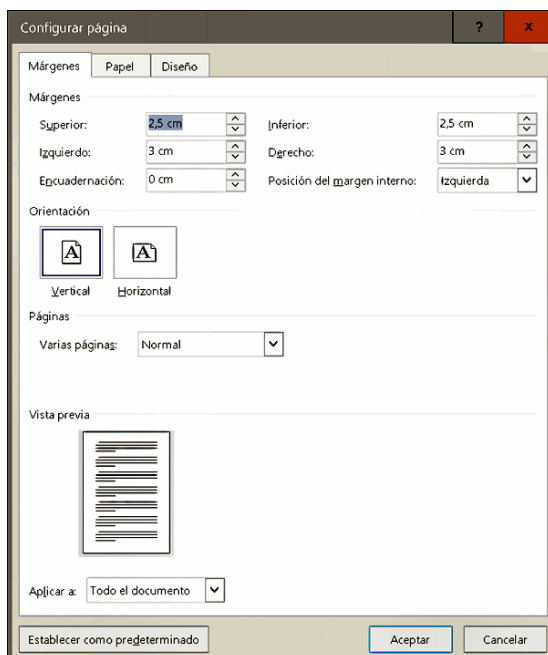 Configurar página ? x
Márgenes Papel Diseño
Márgenes
Superior: 2,5 cm Inferior: 2,5 cm
Izquierdo: 3 cm Derecho: 3 cm
Encuadernación: 0 cm Posición del margen interno: Izquierda
Orientación
A A
Vertical Horizontal
Páginas
Varias páginas: Normal
Vista previa
Aplicar a: Todo el documento
Establecer como predeterminado Aceptar Cancelar